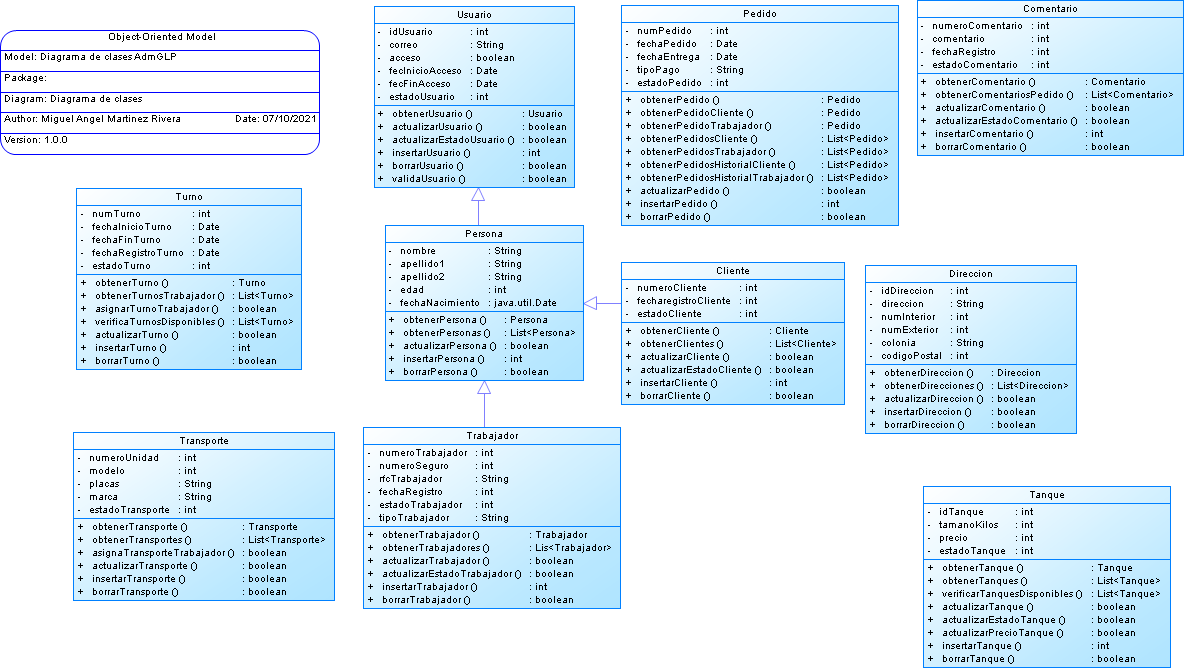 Object-Oriented Model
Model: Diagrama de clases AdmGLP
Package:
Diagram: Diagrama de clases
Author: Miguel Angel Martinez Rivera Date: 07/10/2021
Version: 1.0.0
Usuario
- idUsuario : int
- correo : String
- acceso : boolean
- fecInicioAcceso : Date
- fecFinAcceso : Date
- estadoUsuario : int
+ obtenerUsuario () : Usuario
+ actualizarUsuario () : boolean
+ actualizarEstadoUsuario () : boolean
+ insertarUsuario () : int
+ borrarUsuario () : boolean
+ validaUsuario () : boolean
Pedido
- numPedido : int
- fechaPedido : Date
- fechaEntrega : Date
- tipoPago : String
- estadoPedido : int
+ obtenerPedido () : Pedido
+ obtenerPedidoCliente () : Pedido
+ obtenerPedidoTrabajador () : Pedido
+ obtenerPedidosCliente () : List<Pedido>
+ obtenerPedidosTrabajador () : List<Pedido>
+ obtenerPedidosHistorialCliente () : List<Pedido>
+ obtenerPedidosHistorialTrabajador () : List<Pedido>
+ actualizarPedido () : boolean
+ insertarPedido () : int
+ borrarPedido () : boolean
Comentario
- numeroComentario : int
- comentario : int
- fechaRegistro : int
- estadoComentario : int
+ obtenerComentario () : Comentario
+ obtenerComentariosPedido () : List<Comentario>
+ actualizarComentario () : boolean
+ actualizarEstadoComentario () : boolean
+ insertarComentario () : int
+ borrarComentario () : boolean
Turno
- numTurno : int
- fechaInicioTurno : Date
- fechaFinTurno : Date
- fechaRegistroTurno : Date
- estadoTurno : int
+ obtenerTurno () : Turno
+ obtenerTurnosTrabajador () : List<Turno>
+ asignarTurnoTrabajador () : boolean
+ verificaTurnosDisponibles () : List<Turno>
+ actualizarTurno () : boolean
+ insertarTurno () : int
+ borrarTurno () : boolean
Persona
- nombre : String
- apellido1 : String
- apellido2 : String
- edad : int
- fechaNacimiento : java.util.Date
+ obtenerPersona () : Persona
+ obtenerPersonas () : List<Persona>
+ actualizarPersona () : boolean
+ insertarPersona () : int
+ borrarPersona () : boolean
Cliente
- numeroCliente : int
- fecharegistroCliente : int
- estadoCliente : int
+ obtenerCliente () : Cliente
+ obtenerClientes () : List<Cliente>
+ actualizarCliente () : boolean
+ actualizarEstadoCliente () : boolean
+ insertarCliente () : int
+ borrarCliente () : boolean
Direccion
- idDireccion : int
- direccion : String
- numInterior : int
- numExterior : int
- colonia : String
- codigoPostal : int
+ obtenerDireccion () : Direccion
+ obtenerDirecciones () : List<Direccion>
+ actualizarDireccion () : boolean
+ insertarDireccion () : boolean
+ borrarDireccion () : boolean
Transporte
- numeroUnidad : int
- modelo : int
- placas : String
- marca : String
- estadoTransporte : int
+ obtenerTransporte () : Transporte
+ obtenerTransportes () : List<Transporte>
+ asignaTransporteTrabajador () : boolean
+ actualizarTransporte () : boolean
+ insertarTransporte () : boolean
+ borrarTransporte () : boolean
Trabajador
- numeroTrabajador : int
- numeroSeguro : int
- rfcTrabajador : String
- fechaRegistro : int
- estadoTrabajador : int
- tipoTrabajador : String
+ obtenerTrabajador () : Trabajador
+ obtenerTrabajadores () : Lis<Trabajador>
+ actualizarTrabajador () : boolean
+ actualizarEstadoTrabajador () : boolean
+ insertarTrabajador () : int
+ borrarTrabajador () : boolean
Tanque
- idTanque : int
- tamanoKilos : int
- precio : int
- estadoTanque : int
+ obtenerTanque () : Tanque
+ obtenerTanques () : List<Tanque>
+ verificarTanquesDisponibles () : List<Tanque>
+ actualizarTanque () : boolean
+ actualizarEstadoTanque () : boolean
+ actualizarPrecioTanque () : boolean
+ insertarTanque () : int
+ borrarTanque () : boolean